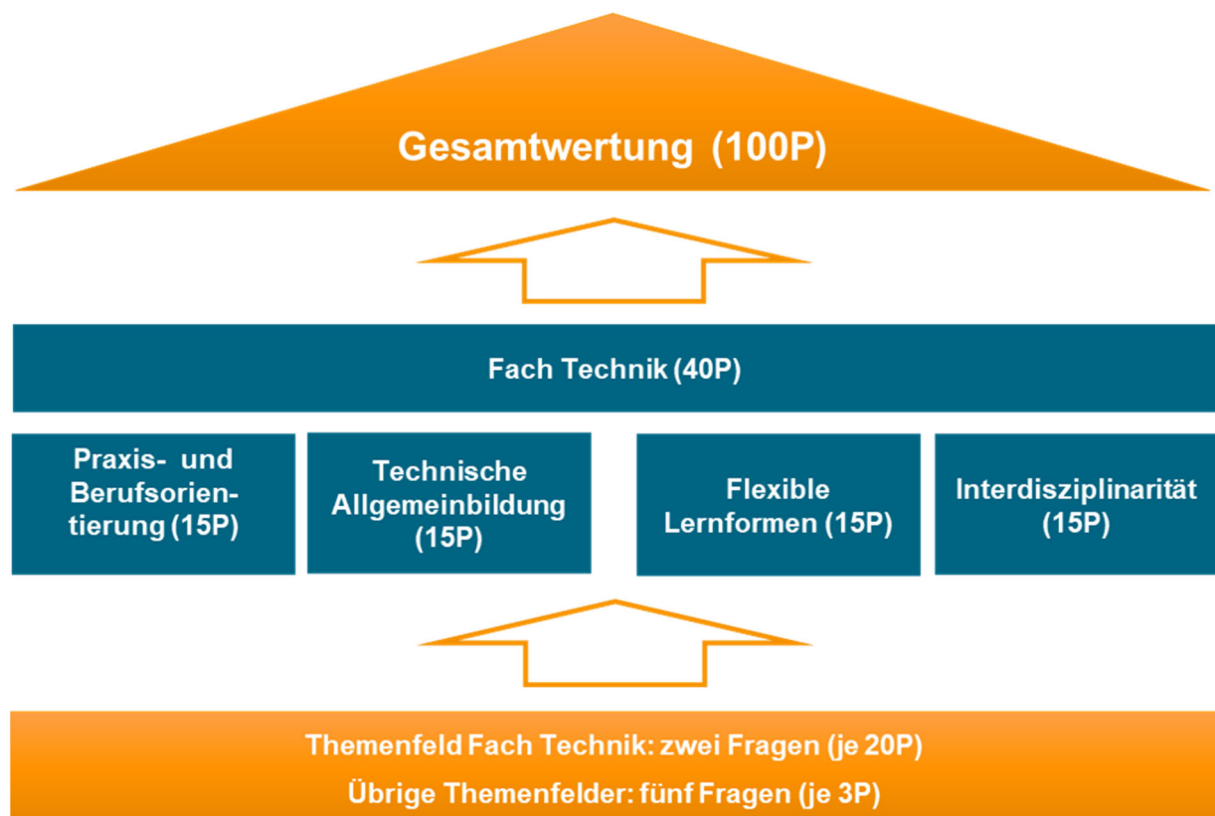 Gesamtwertung (100P)
Fach Technik (40P)
Praxis- und
Berufsorien-
tierung (15P)
Technische
Allgemeinbildung
(15P)
Flexible
Lernformen (15P)
Interdisziplinarität
(15P)
Themenfeld Fach Technik: zwei Fragen (je 20P)
Übrige Themenfelder: fünf Fragen (je 3P)